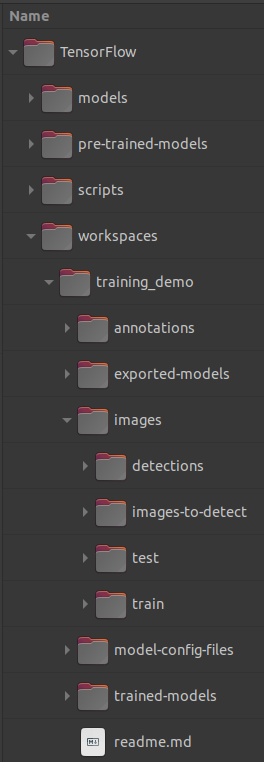 Name
TensorFlow
models
pre-trained-models
scripts
workspaces
training_demo
annotations
exported-models
images
detections
images-to-detect
test
train
model-config-files
trained-models
readme.md